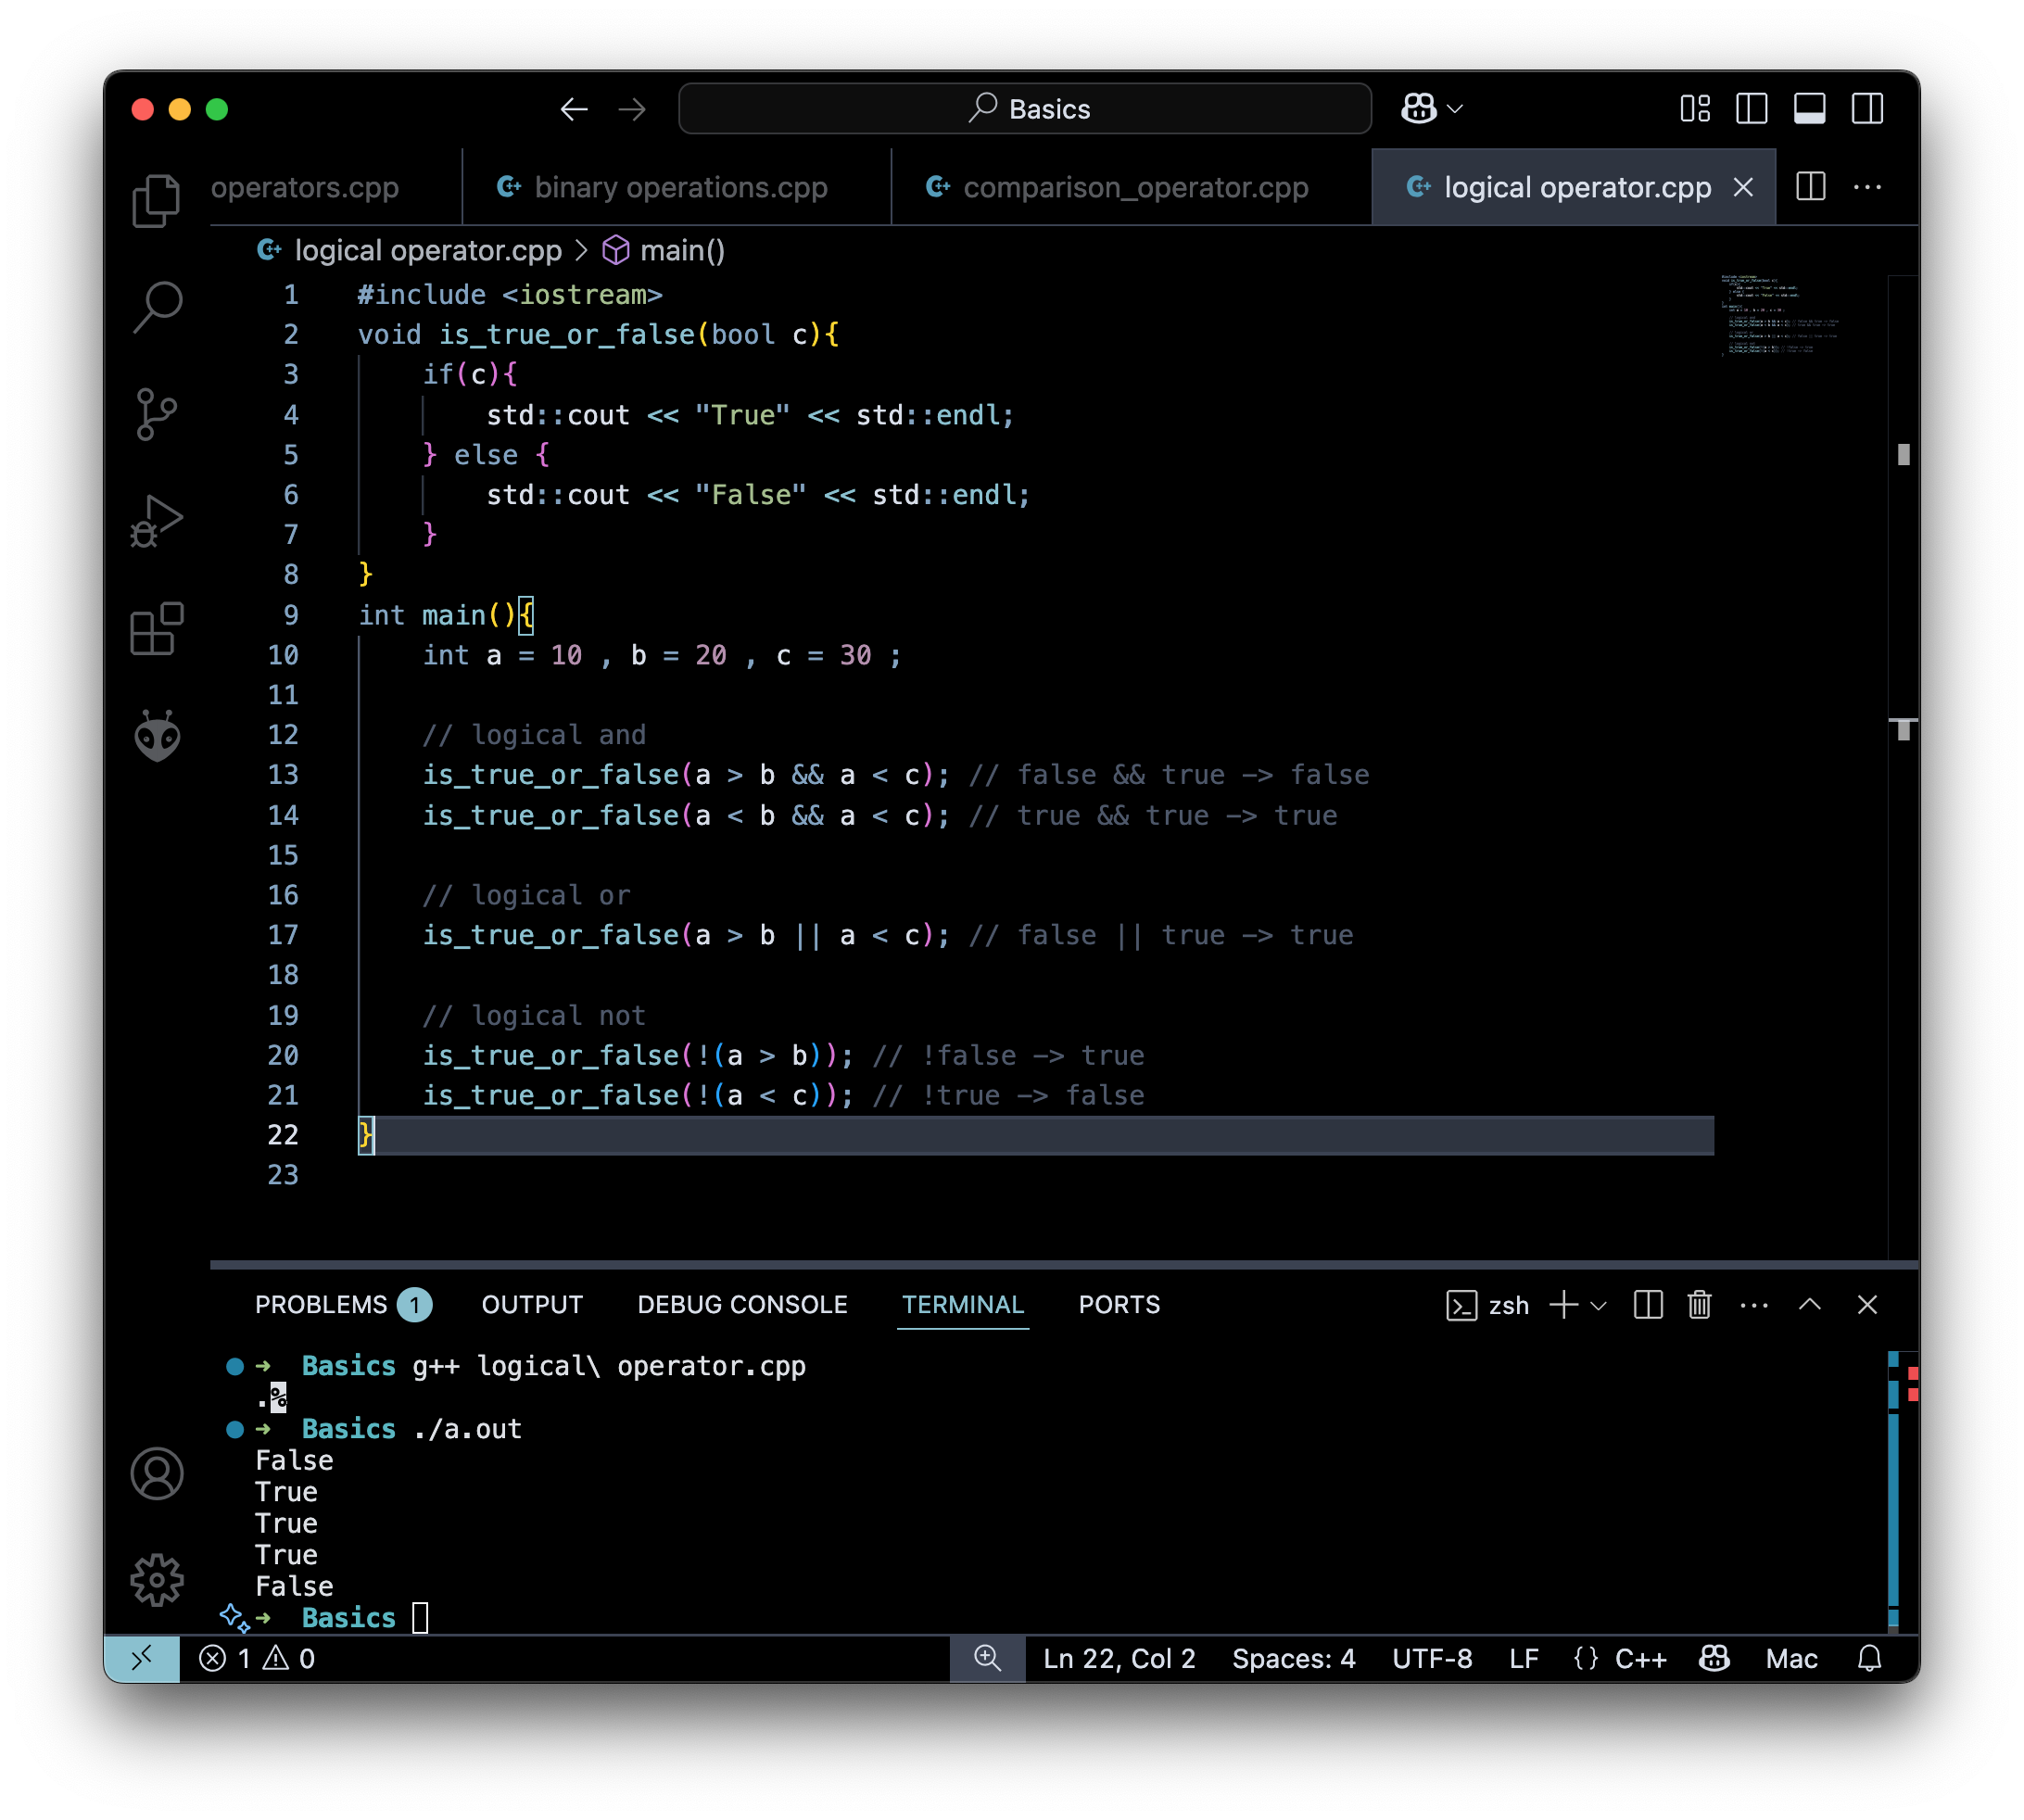 Basics
operators.cpp
binary operations.cpp
comparison_operator.cpp
logical operator.cpp
logical operator.cpp > main()
1 #include <iostream>
2 void is_true_or_false(bool c){
3     if(c){
4         std::cout << "True" << std::endl;
5     } else {
6         std::cout << "False" << std::endl;
7     }
8 }
9 int main(){
10     int a = 10 , b = 20 , c = 30 ;
11
12     // logical and
13     is_true_or_false(a > b && a < c); // false && true -> false
14     is_true_or_false(a < b && a < c); // true && true -> true
15
16     // logical or
17     is_true_or_false(a > b || a < c); // false || true -> true
18
19     // logical not
20     is_true_or_false(!(a > b)); // !false -> true
21     is_true_or_false(!(a < c)); // !true -> false
22 }
23
PROBLEMS 1 OUTPUT DEBUG CONSOLE TERMINAL PORTS zsh
➜ Basics g++ logical\ operator.cpp
.%
➜ Basics ./a.out
False
True
True
True
False
➜ Basics
1 0 Ln 22, Col 2 Spaces: 4 UTF-8 LF {} C++ Mac